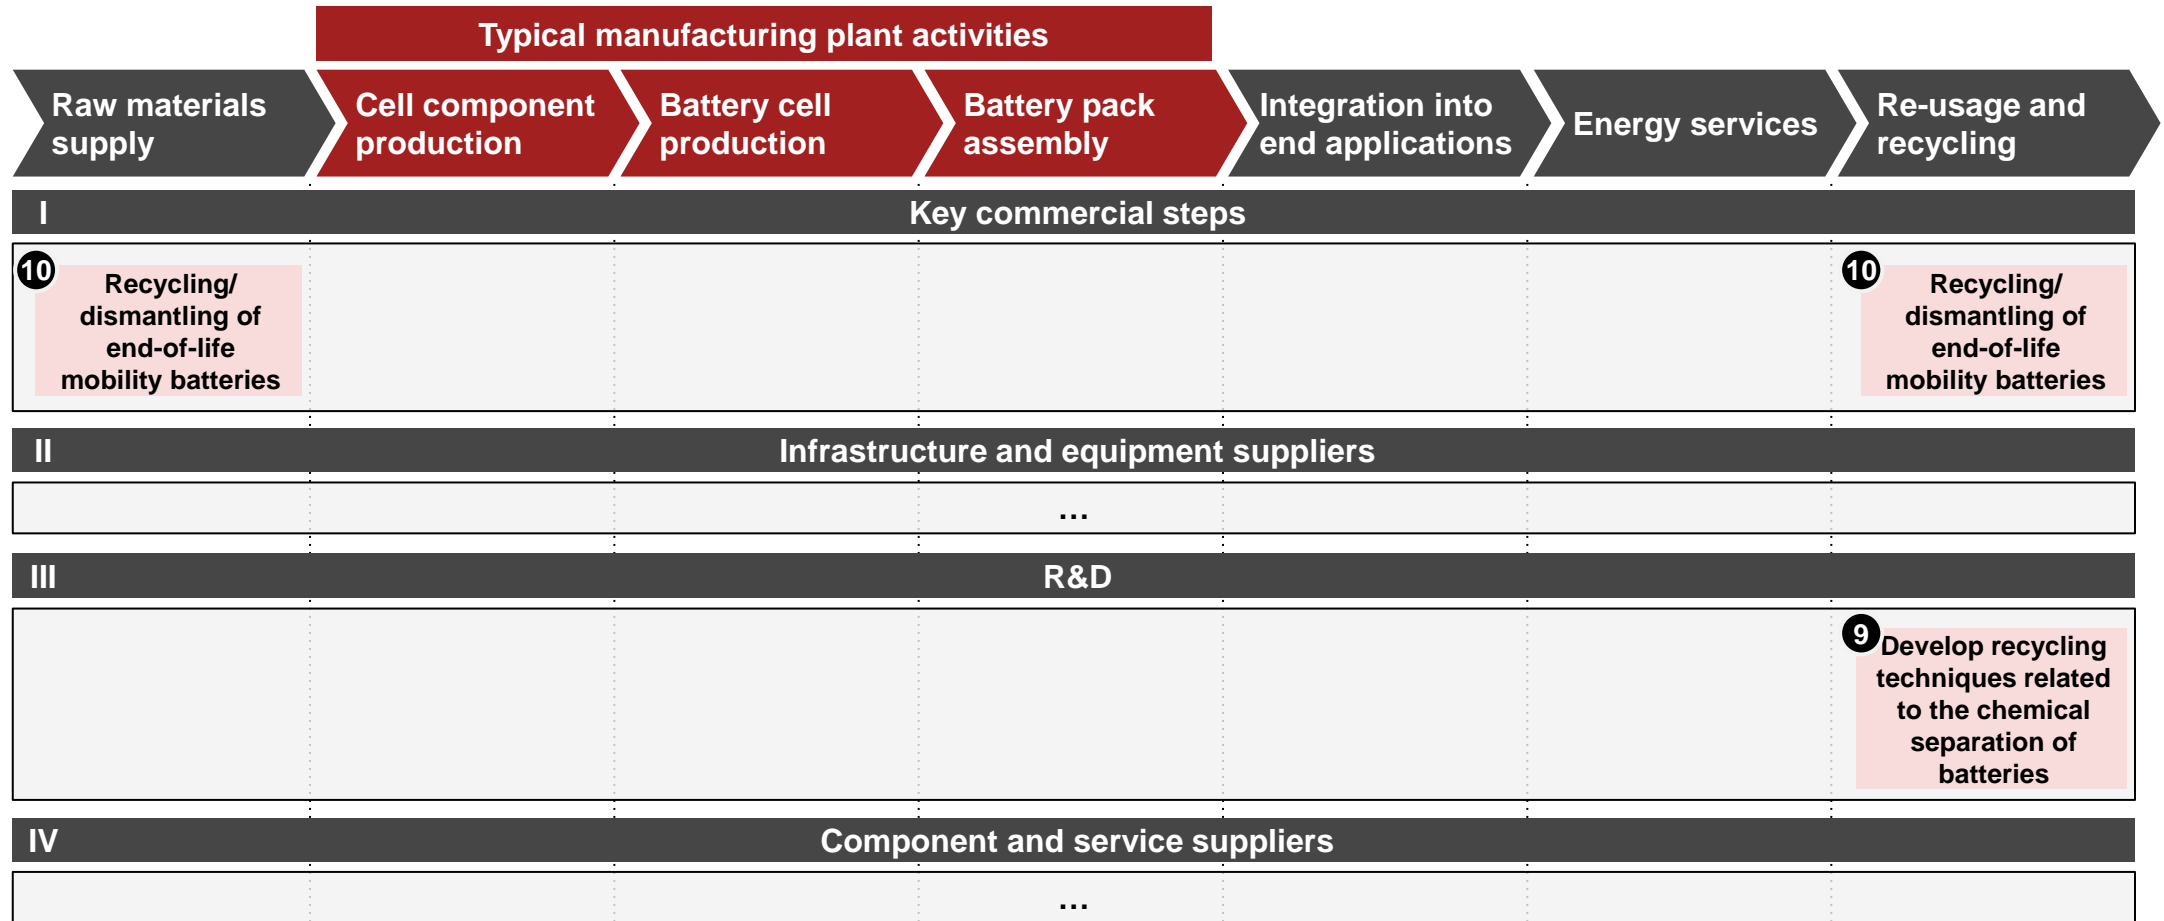 Typical manufacturing plant activities
Raw materials
supply
Cell component
production
Battery cell
production
Battery pack
assembly
Integration into
end applications
Energy services
Re-usage and
recycling
I
Key commercial steps
10
Recycling/
dismantling of
end-of-life
mobility batteries
10
Recycling/
dismantling of
end-of-life
mobility batteries
II
Infrastructure and equipment suppliers
...
III
R&D
9
Develop recycling
techniques related
to the chemical
separation of
batteries
IV
Component and service suppliers
...